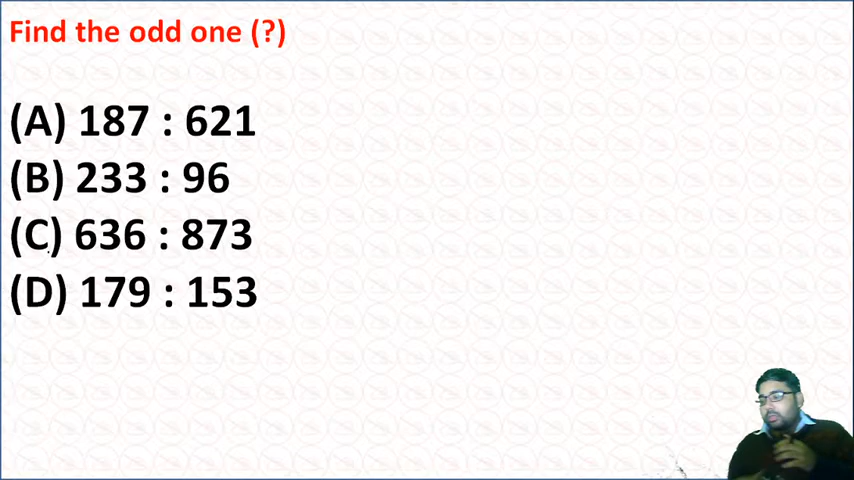 Find the odd one (?)
(A) 187 : 621
(B) 233 : 96
(C) 636 : 873
(D) 179 : 153